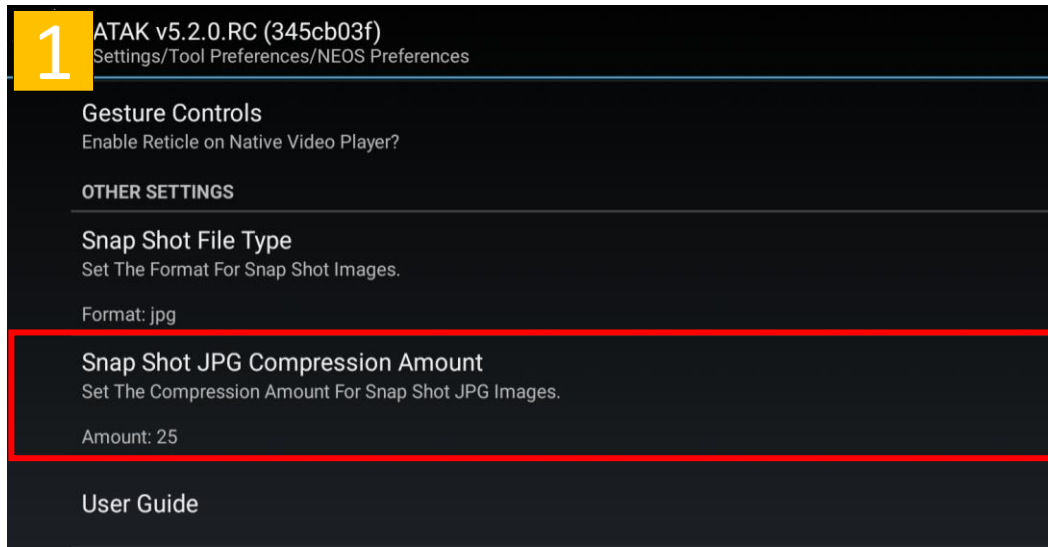 1
ATAK v5.2.0.RC (345cb03f)
Settings/Tool Preferences/NEOS Preferences
Gesture Controls
Enable Reticle on Native Video Player?
OTHER SETTINGS
Snap Shot File Type
Set The Format For Snap Shot Images.
Format: jpg
Snap Shot JPG Compression Amount
Set The Compression Amount For Snap Shot JPG Images.
Amount: 25
User Guide